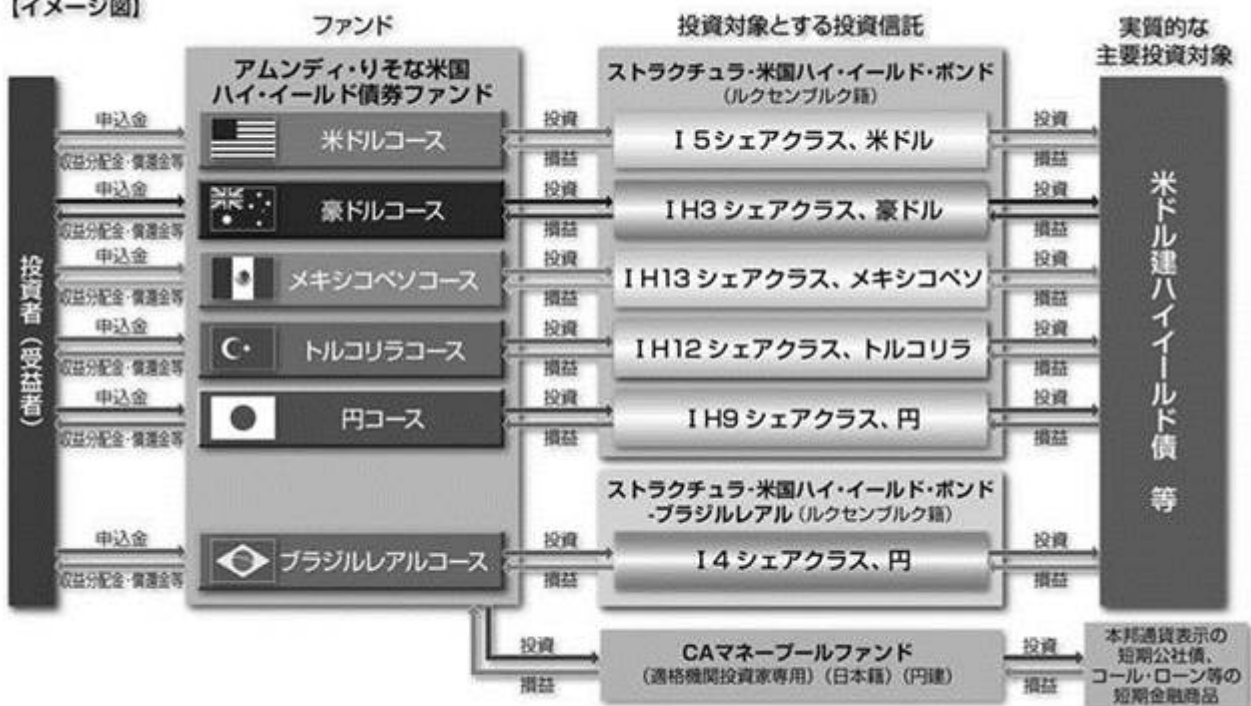 【イメージ図】
ファンド
投資対象とする投資信託
実質的な
主要投資対象
アムンディ・りそな米国
ハイ・イールド債券ファンド
ストラクチュラ-米国ハイ・イールド・ボンド
(ルクセンブルク籍)
投資者(受益者)
申込金
収益分配金・償還金等
米ドルコース
投資
損益
I 5シェアクラス、米ドル
投資
損益
申込金
収益分配金・償還金等
豪ドルコース
投資
損益
I H3 シェアクラス、豪ドル
投資
損益
申込金
収益分配金・償還金等
メキシコペソコース
投資
損益
I H13 シェアクラス、メキシコペソ
投資
損益
申込金
収益分配金・償還金等
トルコリラコース
投資
損益
I H12 シェアクラス、トルコリラ
投資
損益
申込金
収益分配金・償還金等
円コース
投資
損益
I H9 シェアクラス、円
投資
損益
米ドル建ハイイールド債 等
ストラクチュラ-米国ハイ・イールド・ボンド
-ブラジルレアル(ルクセンブルク籍)
申込金
収益分配金・償還金等
ブラジルレアルコース
投資
損益
I 4 シェアクラス、円
投資
損益
投資
損益
CAマネープールファンド
(適格機関投資家専用)(日本籍)(円建)
投資
損益
本邦通貨表示の
短期公社債、
コール・ローン等の
短期金融商品